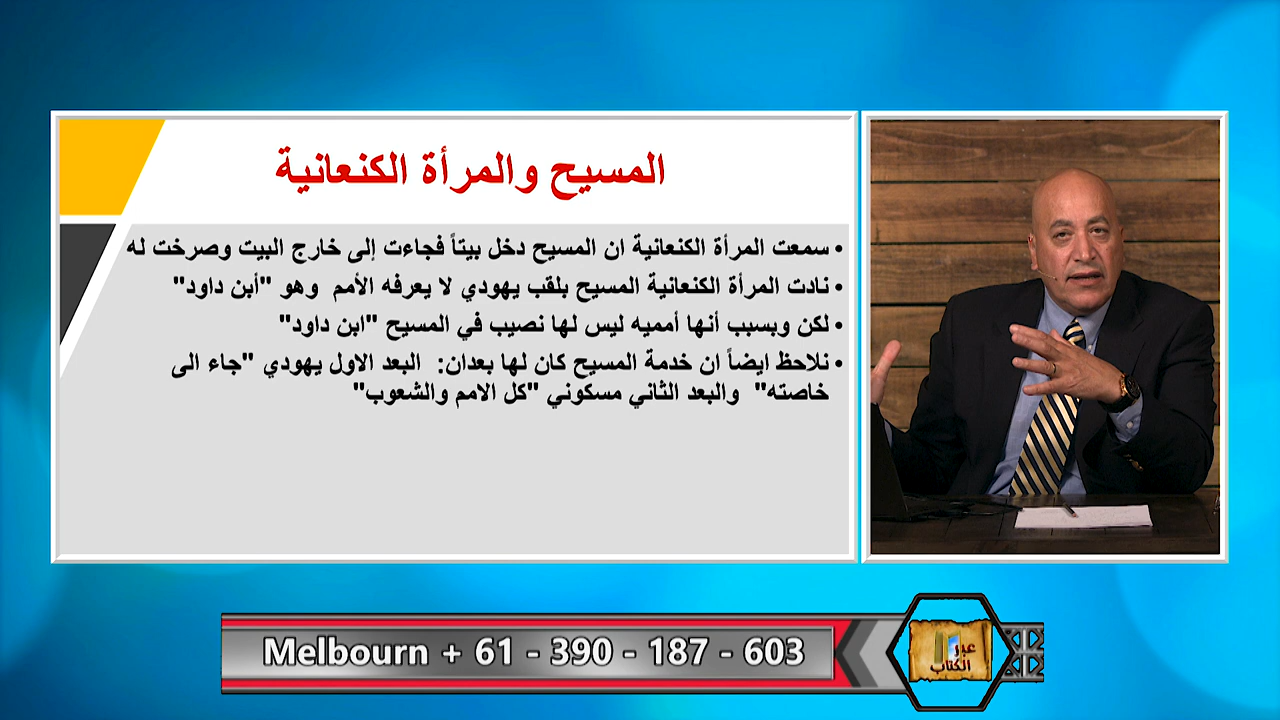 المسيح والمرأة الكنعانية
• سمعت المرأة الكنعانية ان المسيح دخل بيتاً فجاءت إلى خارج البيت وصرخت له
• نادت المرأة الكنعانية المسيح بلقب يهودي لا يعرفه الأمم وهو "أبن داود"
• لكن وبسبب أنها أمميه ليس لها نصيب في المسيح "ابن داود"
• نلاحظ ايضاً ان خدمة المسيح كان لها بعدان: البعد الاول يهودي "جاء الى
خاصته" والبعد الثاني مسكوني "كل الامم والشعوب"
Melbourn + 61 - 390 - 187 - 603
عبر
الكتاب